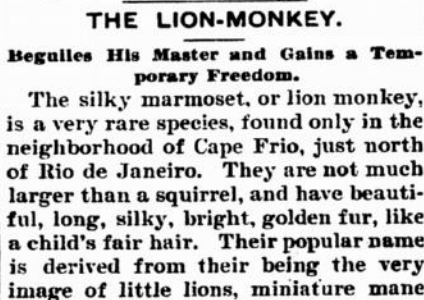 THE LION-MONKEY.
Beguiles His Master and Gains a Tem-
porary Freedom.
The silky marmoset, or lion monkey,
is a very rare species, found only in the
neighborhood of Cape Frio, just north
of Rio de Janeiro. They are not much
larger than a squirrel, and have beauti-
ful, long, silky, bright, golden fur, like
a child's fair hair. Their popular name
is derived from their being the very
image of little lions, miniature mane